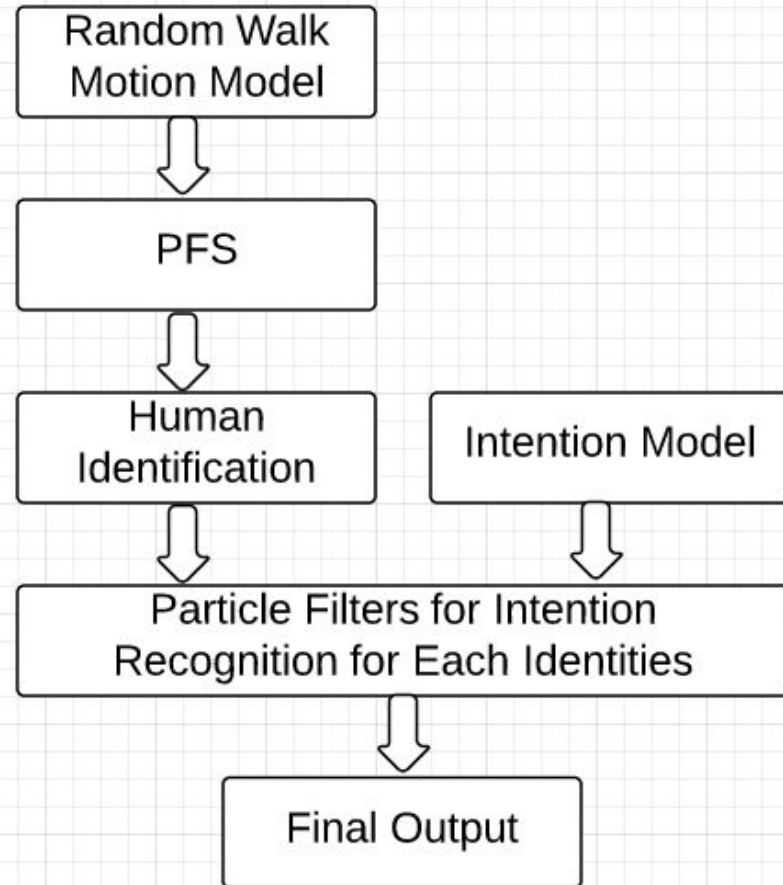 Random Walk
Motion Model
PFS
Human
Identification
Intention Model
Particle Filters for Intention
Recognition for Each Identities
Final Output